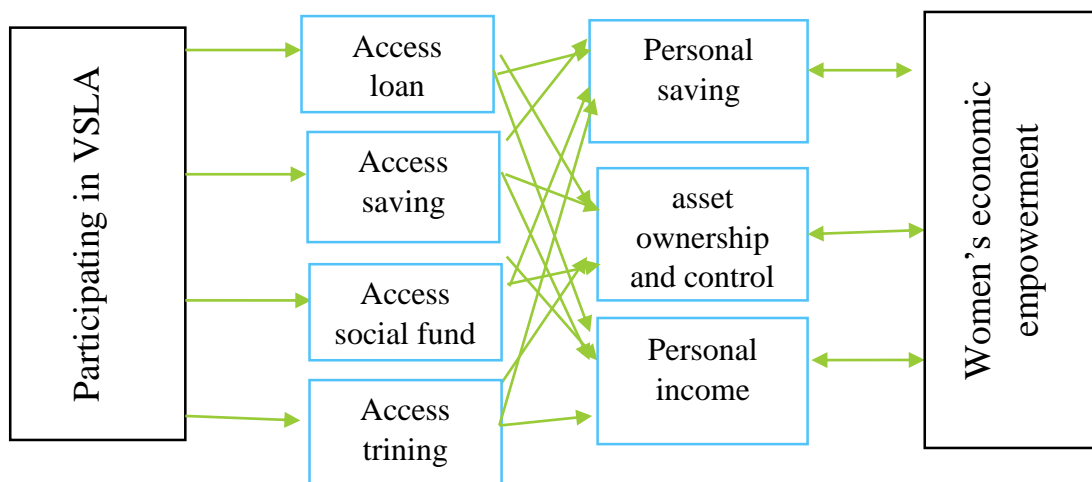 Participating in VSLA
Access
loan
Access
saving
Access
social fund
Access
trining
Personal
saving
asset
ownership
and control
Personal
income
Women’s economic
empowerment